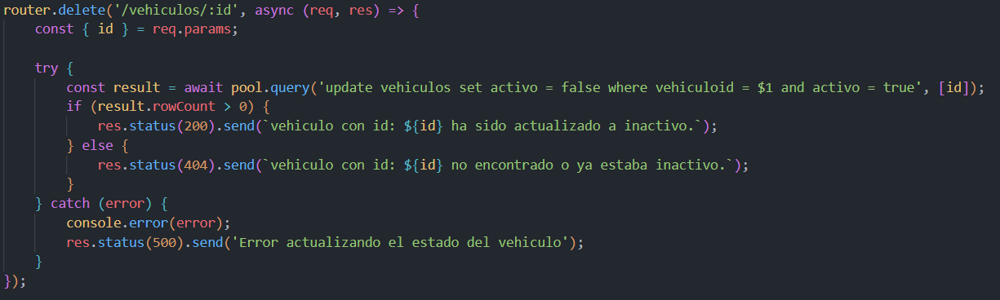 router.delete('/vehiculos/:id', async (req, res) => {
    const { id } = req.params;

    try {
        const result = await pool.query('update vehiculos set activo = false where vehiculoid = $1 and activo = true', [id]);
        if (result.rowCount > 0) {
            res.status(200).send(`vehiculo con id: ${id} ha sido actualizado a inactivo.`);
        } else {
            res.status(404).send(`vehiculo con id: ${id} no encontrado o ya estaba inactivo.`);
        }
    } catch (error) {
        console.error(error);
        res.status(500).send('Error actualizando el estado del vehiculo');
    }
});